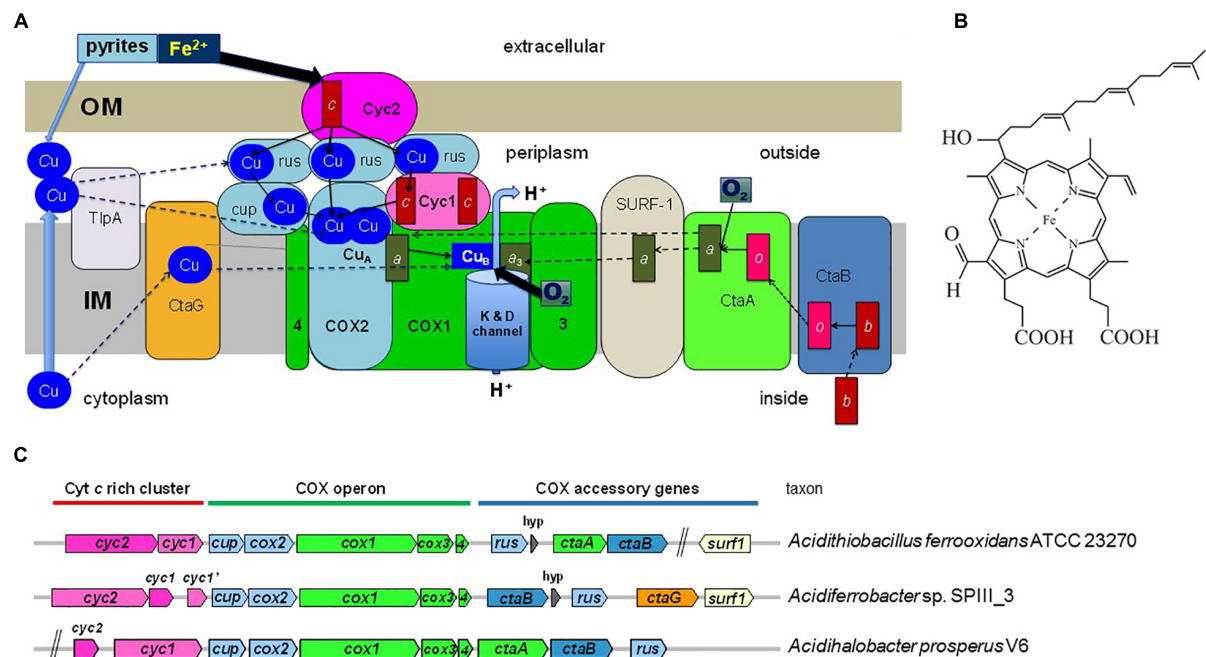 A
B
pyrites Fe2+
extracellular
OM
c
Cyc2
Cu
Cu rus
Cu rus
Cu rus
periplasm
outside
Cu
TlpA
cup Cu
c Cyc1 c
H+
SURF-1
O2
Cu Cu
CuA
a
CuB
a3
a
a
o
CtaB
Cu
CtaG
O2
CtaA
IM
4
COX2
COX1
K & D
channel
3
o
b
Cu
cytoplasm
H+
inside
b
HO
N
N
Fe
N
N
O
H
COOH
COOH
C
Cyt c rich cluster
COX operon
COX accessory genes
taxon
hyp
cyc2 cyc1 cup cox2 cox1 cox3 4 rus ctaA ctaB // surf1 Acidithiobacillus ferrooxidans ATCC 23270
cyc1 cyc1' hyp
cyc2 cup cox2 cox1 cox3 4 ctaB rus ctaG surf1 Acidiferrobacter sp. SPIII_3
cyc2
// cyc1 cup cox2 cox1 cox3 4 ctaA ctaB rus Acidihalobacter prosperus V6